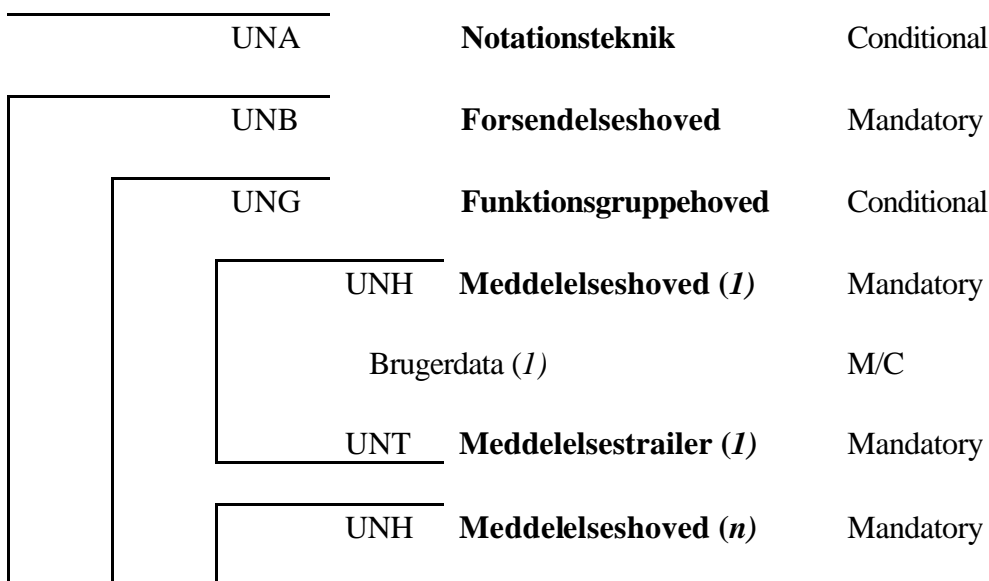 UNA Notationsteknik Conditional
UNB Forsendelseshoved Mandatory
UNG Funktionsgruppehoved Conditional
UNH Meddelelseshoved (1) Mandatory
Brugerdata (1) M/C
UNT Meddelelsestrailer (1) Mandatory
UNH Meddelelseshoved (n) Mandatory